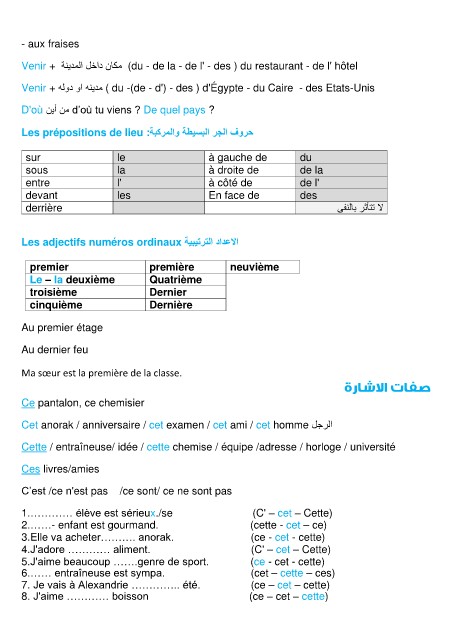 - aux fraises
Venir + مكان داخل المدينة (du - de la - de l' - des ) du restaurant - de l' hôtel
Venir + مدينه او دوله ( du -(de - d') - des ) d'Égypte - du Caire - des Etats-Unis
D'où من أين d'où tu viens ? De quel pays ?
Les prépositions de lieu :حروف الجر البسيطة والمركبة
sur le à gauche de du
sous la à droite de de la
entre l' à côté de de l'
devant les En face de des
derrière لا تتأثر بالنفي
Les adjectifs numéros ordinaux الاعداد الترتيبية
premier première neuvième
Le – la deuxième Quatrième
troisième Dernier
cinquième Dernière
Au premier étage
Au dernier feu
Ma sœur est la première de la classe.
صفات الاشارة
Ce pantalon, ce chemisier
Cet anorak / anniversaire / cet examen / cet ami / cet homme الرجل
Cette / entraîneuse/ idée / cette chemise / équipe /adresse / horloge / université
Ces livres/amies
C'est /ce n'est pas /ce sont/ ce ne sont pas
1………… élève est sérieux./se (C' – cet – Cette)
2…….- enfant est gourmand. (cette - cet – ce)
3.Elle va acheter………. anorak. (ce - cet - cette)
4.J'adore ………… aliment. (C' – cet – Cette)
5.J'aime beaucoup …….genre de sport. (ce - cet - cette)
6……. entraîneuse est sympa. (cet – cette – ces)
7. Je vais à Alexandrie ………….. été. (ce – cet – cette)
8. J'aime ………… boisson (ce – cet – cette)